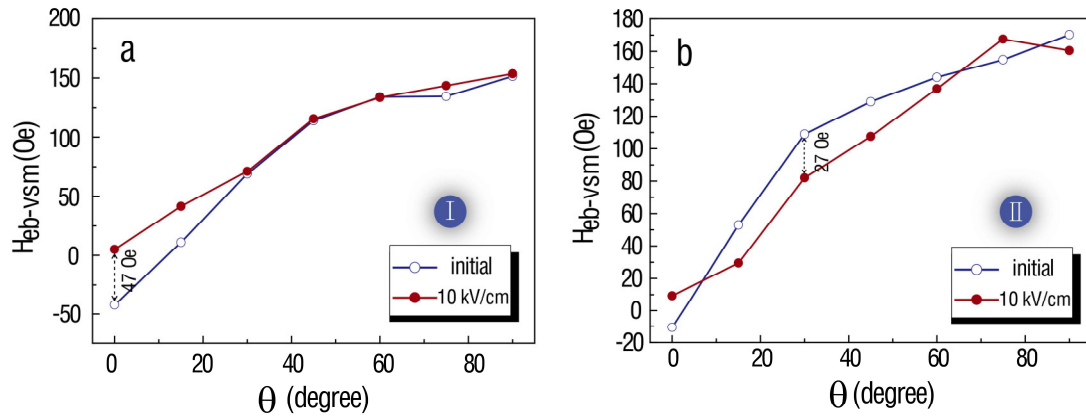 a
200
150
100
50
0
-50
Heb-vsm (Oe)
47 Oe
I
initial
10 kV/cm
0 20 40 60 80
θ (degree)
b
180
160
140
120
100
80
60
40
20
0
-20
Heb-vsm (Oe)
27 Oe
II
initial
10 kV/cm
0 20 40 60 80
θ (degree)